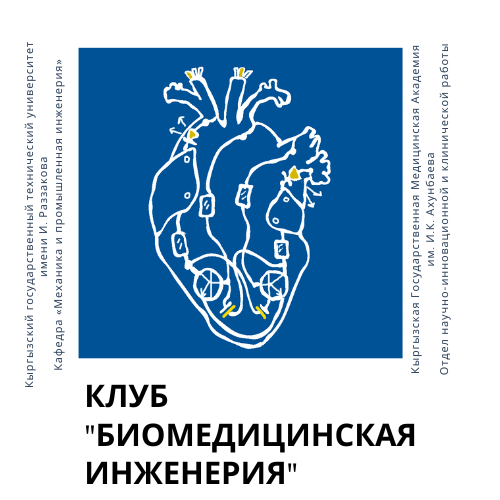 Кыргызский государственный технический университет
имени И. Раззакова
Кафедра «Механика и промышленная инженерия»
Кыргызская Государственная Медицинская Академия
им. И.К. Ахунбаева
Отдел научно-инновационной и клинической работы
КЛУБ
"БИОМЕДИЦИНСКАЯ
ИНЖЕНЕРИЯ"